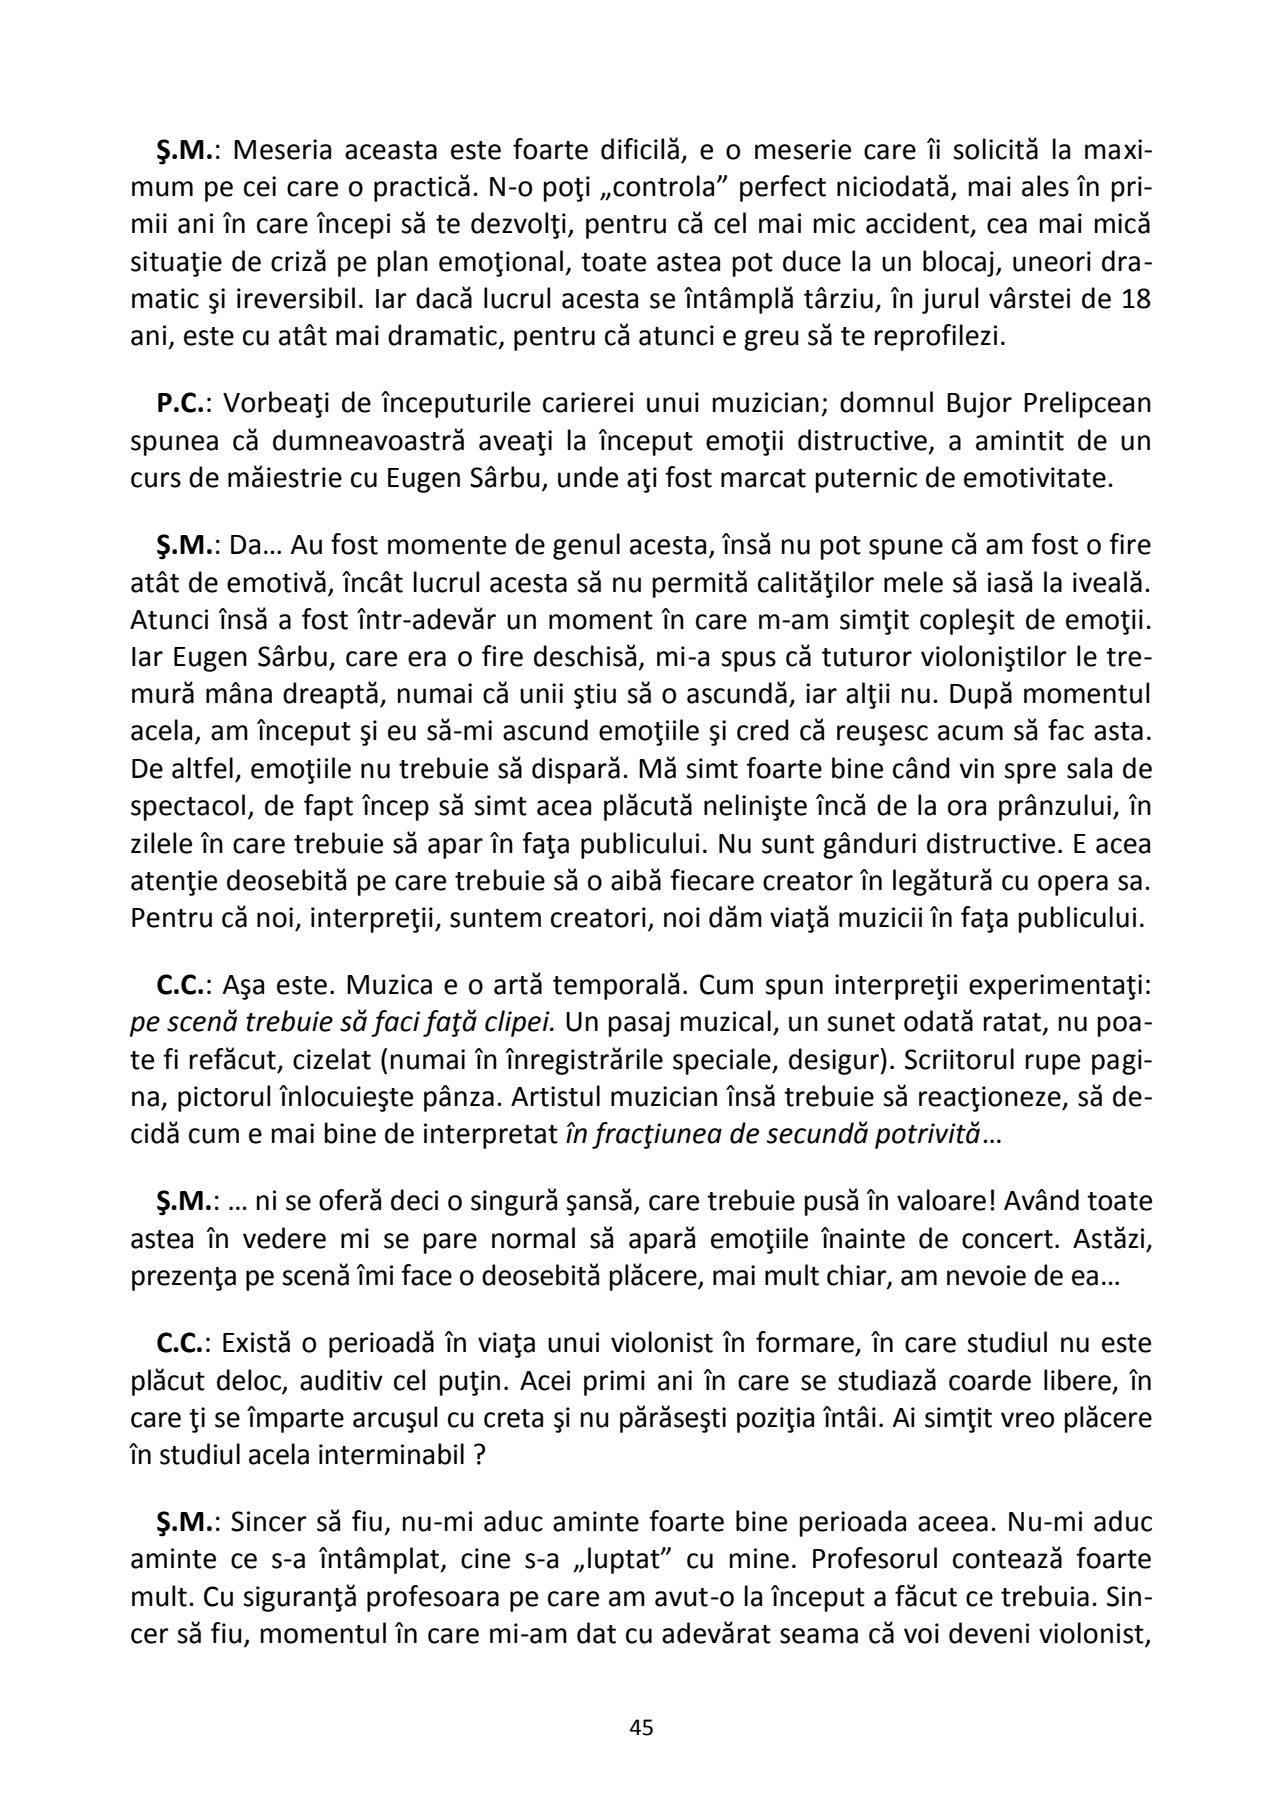 Ş.M.: Meseria aceasta este foarte dificilă, e o meserie care îi solicită la maxi-
mum pe cei care o practică. N-o poţi „controla” perfect niciodată, mai ales în pri-
mii ani în care începi să te dezvolţi, pentru că cel mai mic accident, cea mai mică
situaţie de criză pe plan emoţional, toate astea pot duce la un blocaj, uneori dra-
matic şi ireversibil. Iar dacă lucrul acesta se întâmplă târziu, în jurul vârstei de 18
ani, este cu atât mai dramatic, pentru că atunci e greu să te reprofilezi.
P.C.: Vorbeaţi de începuturile carierei unui muzician; domnul Bujor Prelipcean
spunea că dumneavoastră aveaţi la început emoţii distructive, a amintit de un
curs de măiestrie cu Eugen Sârbu, unde aţi fost marcat puternic de emotivitate.
Ş.M.: Da… Au fost momente de genul acesta, însă nu pot spune că am fost o fire
atât de emotivă, încât lucrul acesta să nu permită calităţilor mele să iasă la iveală.
Atunci însă a fost într-adevăr un moment în care m-am simţit copleşit de emoţii.
Iar Eugen Sârbu, care era o fire deschisă, mi-a spus că tuturor violoniştilor le tre-
mură mâna dreaptă, numai că unii ştiu să o ascundă, iar alţii nu. După momentul
acela, am început şi eu să-mi ascund emoţiile şi cred că reuşesc acum să fac asta.
De altfel, emoţiile nu trebuie să dispară. Mă simt foarte bine când vin spre sala de
spectacol, de fapt încep să simt acea plăcută nelinişte încă de la ora prânzului, în
zilele în care trebuie să apar în faţa publicului. Nu sunt gânduri distructive. E acea
atenţie deosebită pe care trebuie să o aibă fiecare creator în legătură cu opera sa.
Pentru că noi, interpreţii, suntem creatori, noi dăm viaţă muzicii în faţa publicului.
C.C.: Aşa este. Muzica e o artă temporală. Cum spun interpreţii experimentaţi:
pe scenă trebuie să faci faţă clipei. Un pasaj muzical, un sunet odată ratat, nu poa-
te fi refăcut, cizelat (numai în înregistrările speciale, desigur). Scriitorul rupe pagi-
na, pictorul înlocuieşte pânza. Artistul muzician însă trebuie să reacţioneze, să de-
cidă cum e mai bine de interpretat în fracţiunea de secundă potrivită…
Ş.M.: … ni se oferă deci o singură şansă, care trebuie pusă în valoare! Având toate
astea în vedere mi se pare normal să apară emoţiile înainte de concert. Astăzi,
prezenţa pe scenă îmi face o deosebită plăcere, mai mult chiar, am nevoie de ea…
C.C.: Există o perioadă în viaţa unui violonist în formare, în care studiul nu este
plăcut deloc, auditiv cel puţin. Acei primi ani în care se studiază coarde libere, în
care ţi se împarte arcuşul cu creta şi nu părăseşti poziţia întâi. Ai simţit vreo plăcere
în studiul acela interminabil ?
Ş.M.: Sincer să fiu, nu-mi aduc aminte foarte bine perioada aceea. Nu-mi aduc
aminte ce s-a întâmplat, cine s-a „luptat” cu mine. Profesorul contează foarte
mult. Cu siguranţă profesoara pe care am avut-o la început a făcut ce trebuia. Sin-
cer să fiu, momentul în care mi-am dat cu adevărat seama că voi deveni violonist,
45